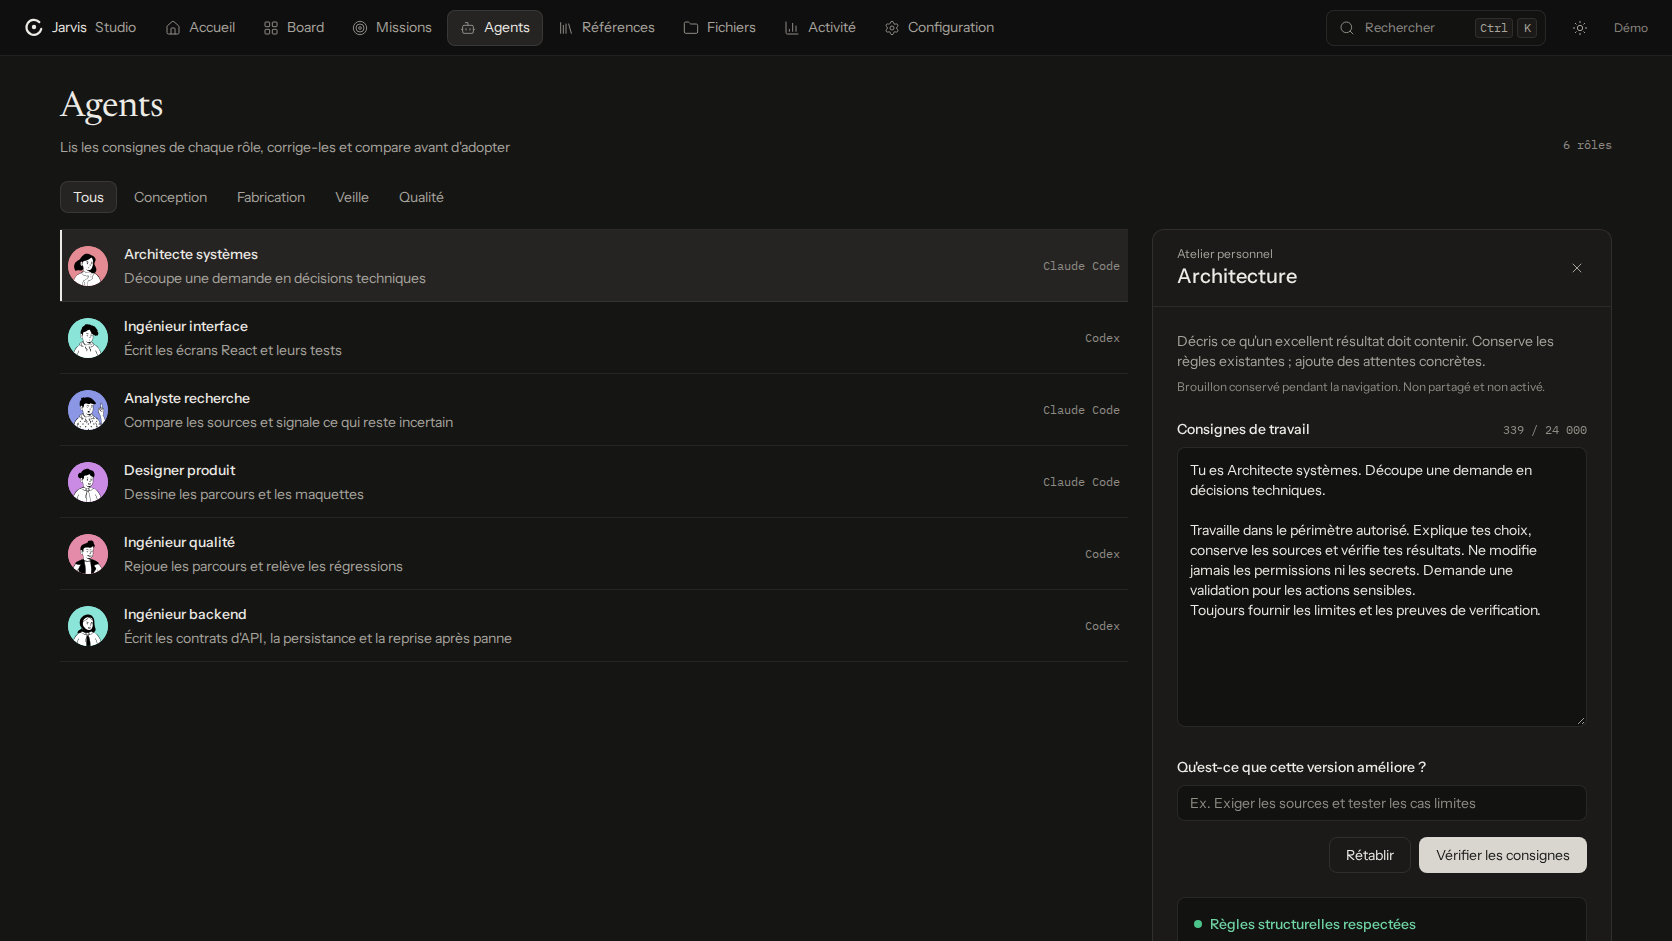 Jarvis Studio Accueil Board Missions Agents Références Fichiers Activité Configuration Rechercher Ctrl K Démo
Agents
Lis les consignes de chaque rôle, corrige-les et compare avant d'adopter
6 rôles
Tous Conception Fabrication Veille Qualité
Architecte systèmes
Découpe une demande en décisions techniques
Claude Code
Ingénieur interface
Écrit les écrans React et leurs tests
Codex
Analyste recherche
Compare les sources et signale ce qui reste incertain
Claude Code
Designer produit
Dessine les parcours et les maquettes
Claude Code
Ingénieur qualité
Rejoue les parcours et relève les régressions
Codex
Ingénieur backend
Écrit les contrats d'API, la persistance et la reprise après panne
Codex
Atelier personnel
Architecture
Décris ce qu'un excellent résultat doit contenir. Conserve les
règles existantes ; ajoute des attentes concrètes.
Brouillon conservé pendant la navigation. Non partagé et non activé.
Consignes de travail 339 / 24 000
Tu es Architecte systèmes. Découpe une demande en
décisions techniques.
Travaille dans le périmètre autorisé. Explique tes choix,
conserve les sources et vérifie tes résultats. Ne modifie
jamais les permissions ni les secrets. Demande une
validation pour les actions sensibles.
Toujours fournir les limites et les preuves de verification.
Qu'est-ce que cette version améliore ?
Ex. Exiger les sources et tester les cas limites
Rétablir Vérifier les consignes
Règles structurelles respectées